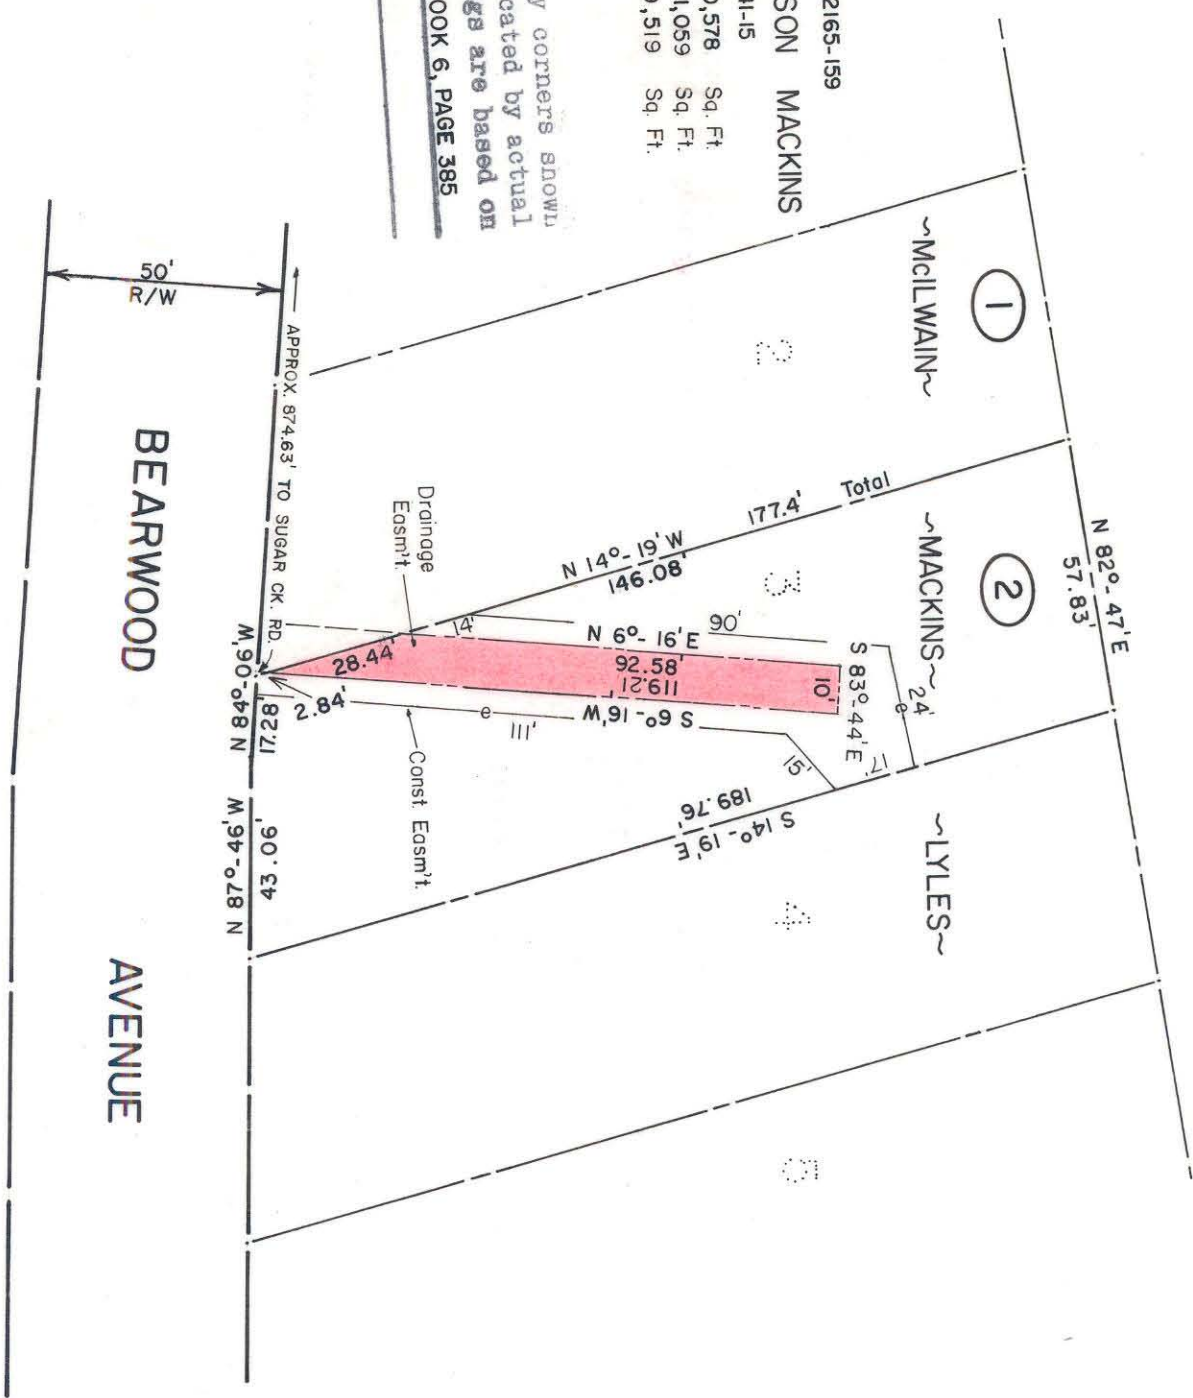 2165-159
SON MACKINS
41-15
,578 Sq. Ft.
1,059 Sq. Ft.
,519 Sq. Ft.
y corners shown
cated by actual
gs are based on
OOK 6, PAGE 385
50'
R/W
APPROX. 874.63' TO SUGAR CK. RD.
BEARWOOD AVENUE
1
~McILWAIN~
2
N 82°-47'E
57.83'
2
~MACKINS~
3
Total
177.4'
N 14°-19'W
146.08'
14'
28.44'
Drainage
Easm't.
N 6°-16'E
90'
92.58'
119.21'
10'
S 83°-44'E
24'
e
17'
15'
S 6°-16'W
e
111'
2.84'
Const. Easm't.
N 84°-06'W
17.28'
43.06'
N 87°-46'W
189.76'
S 14°-19'E
~LYLES~
4
5